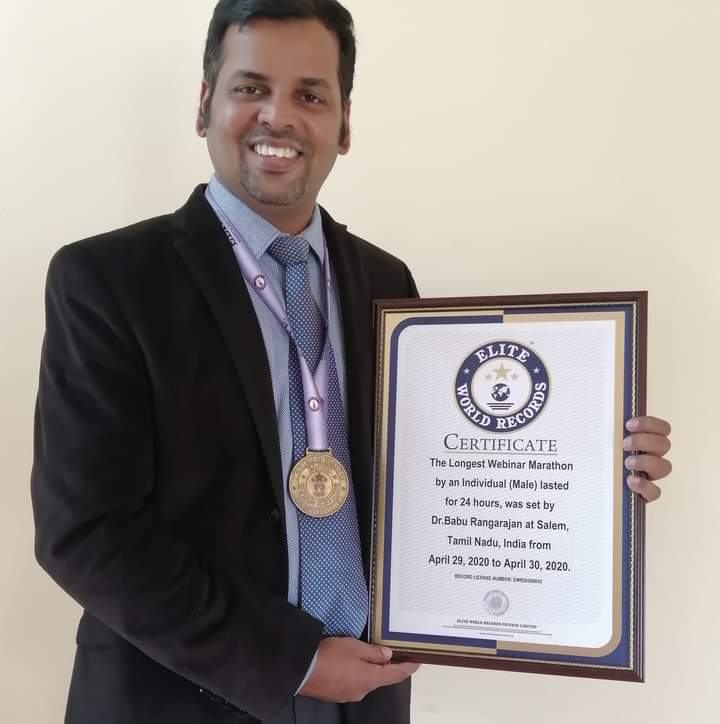 ELITE
WORLD RECORDS
CERTIFICATE
The Longest Webinar Marathon
by an Individual (Male) lasted
for 24 hours, was set by
Dr.Babu Rangarajan at Salem,
Tamil Nadu, India from
April 29, 2020 to April 30, 2020.
RECORD LICENSE NUMBER:
ELITE WORLD RECORDS PRIVATE LIMITED